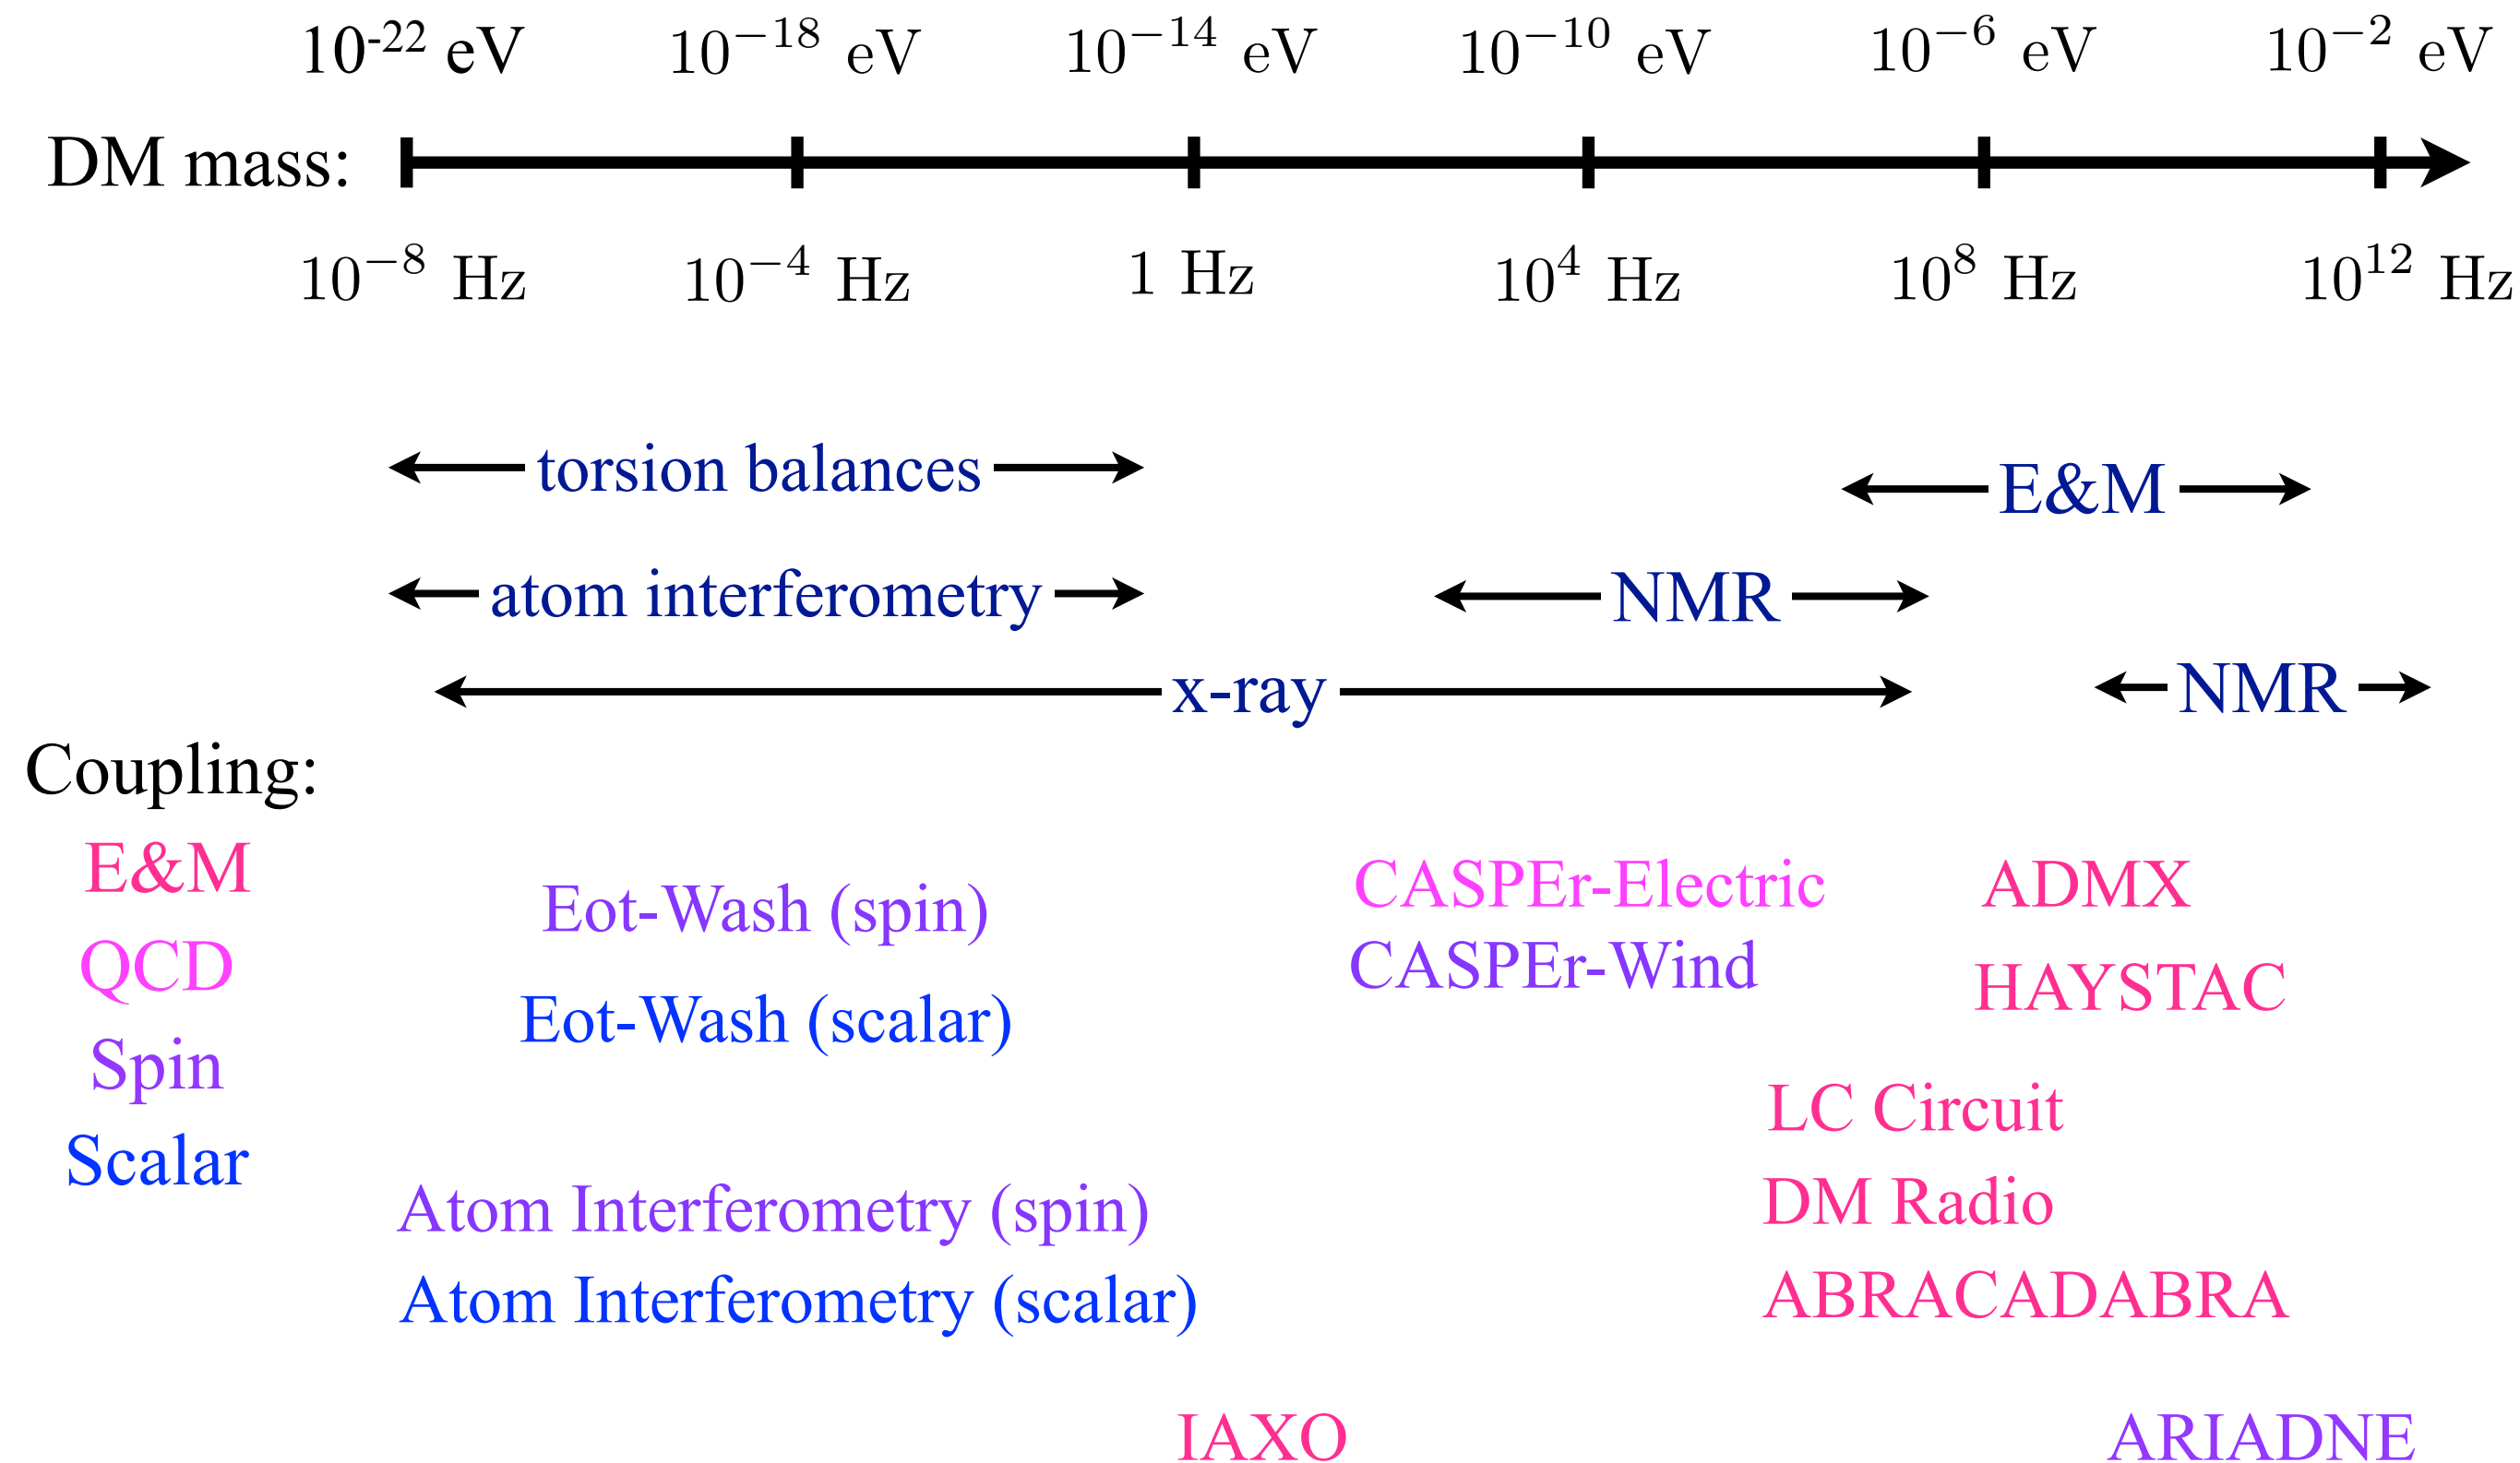 10-22 eV 10−18 eV 10−14 eV 10−10 eV 10−6 eV 10−2 eV
DM mass:
10−8 Hz 10−4 Hz 1 Hz 104 Hz 108 Hz 1012 Hz
torsion balances E&M
atom interferometry NMR
x-ray NMR
Coupling:
E&M
QCD
Spin
Scalar
Eot-Wash (spin)
Eot-Wash (scalar)
Atom Interferometry (spin)
Atom Interferometry (scalar)
CASPEr-Electric
CASPEr-Wind
ADMX
HAYSTAC
LC Circuit
DM Radio
ABRACADABRA
IAXO
ARIADNE